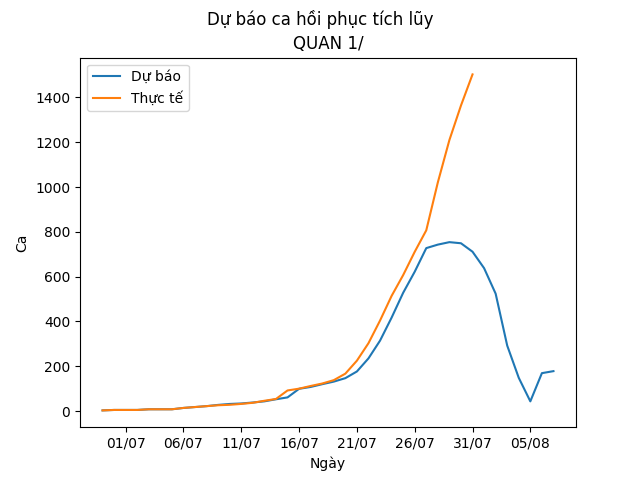 Dự báo ca hồi phục tích lũy
QUAN 1/
Dự báo
Thực tế
Ca
1400
1200
1000
800
600
400
200
0
01/07 06/07 11/07 16/07 21/07 26/07 31/07 05/08
Ngày